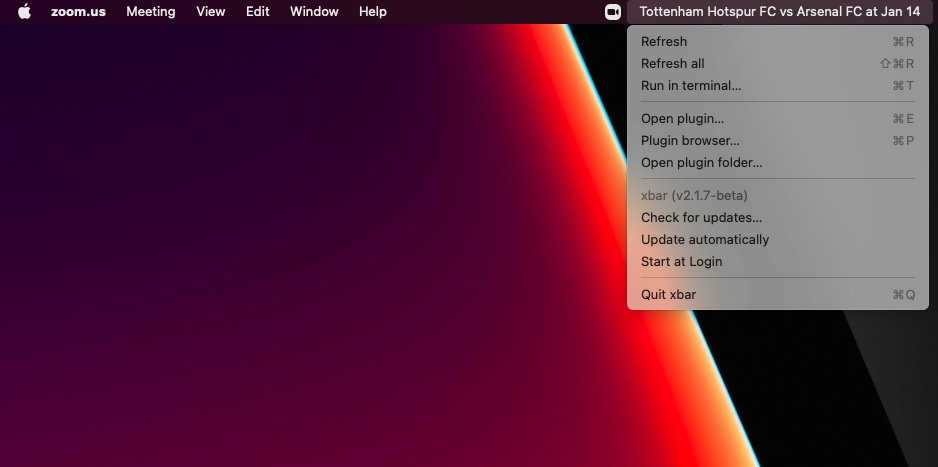 zoom.us Meeting View Edit Window Help Tottenham Hotspur FC vs Arsenal FC at Jan 14
Refresh ⌘R
Refresh all ⇧⌘R
Run in terminal... ⌘T
Open plugin... ⌘E
Plugin browser... ⌘P
Open plugin folder...
xbar (v2.1.7-beta)
Check for updates...
Update automatically
Start at Login
Quit xbar ⌘Q